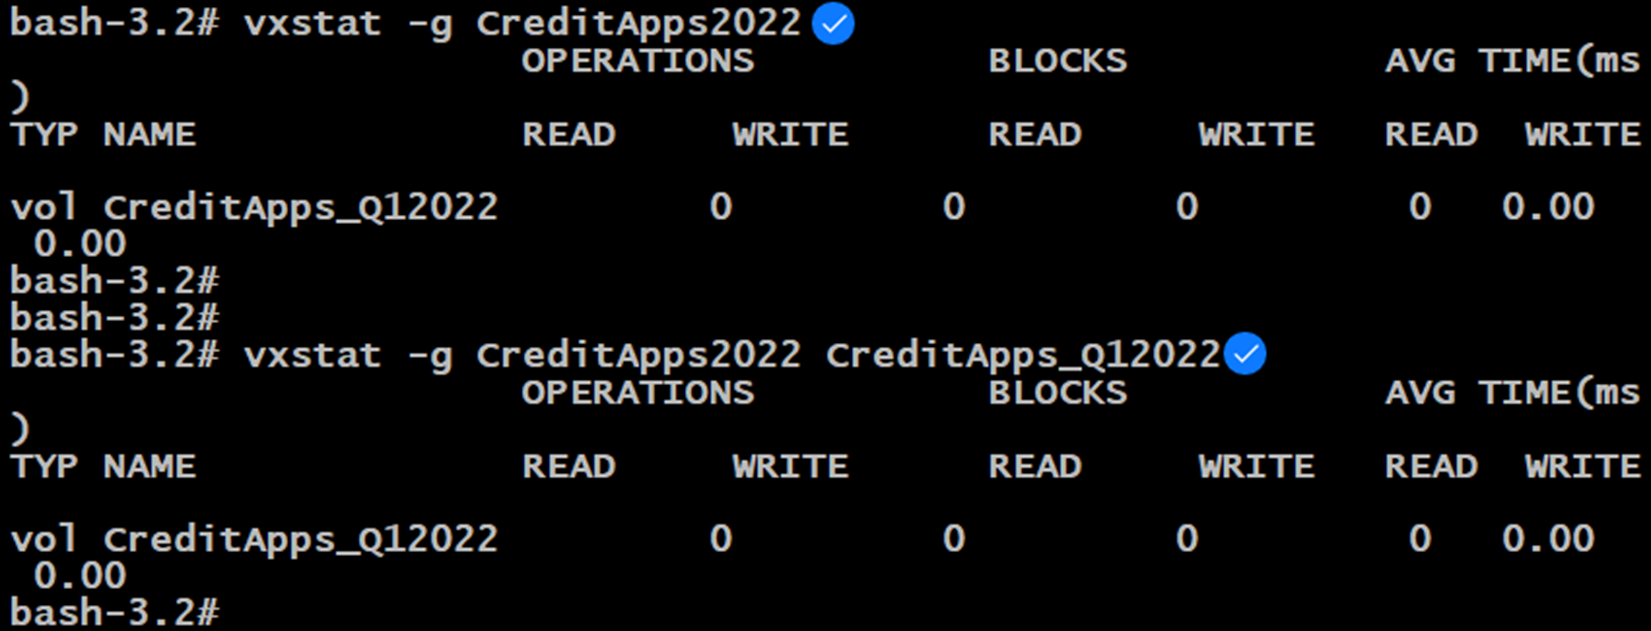 bash-3.2# vxstat -g CreditApps2022
OPERATIONS BLOCKS AVG TIME(ms
)
TYP NAME READ WRITE READ WRITE READ WRITE
vol CreditApps_Q12022 0 0 0 0 0.00
0.00
bash-3.2#
bash-3.2#
bash-3.2# vxstat -g CreditApps2022 CreditApps_Q12022
OPERATIONS BLOCKS AVG TIME(ms
)
TYP NAME READ WRITE READ WRITE READ WRITE
vol CreditApps_Q12022 0 0 0 0 0.00
0.00
bash-3.2#